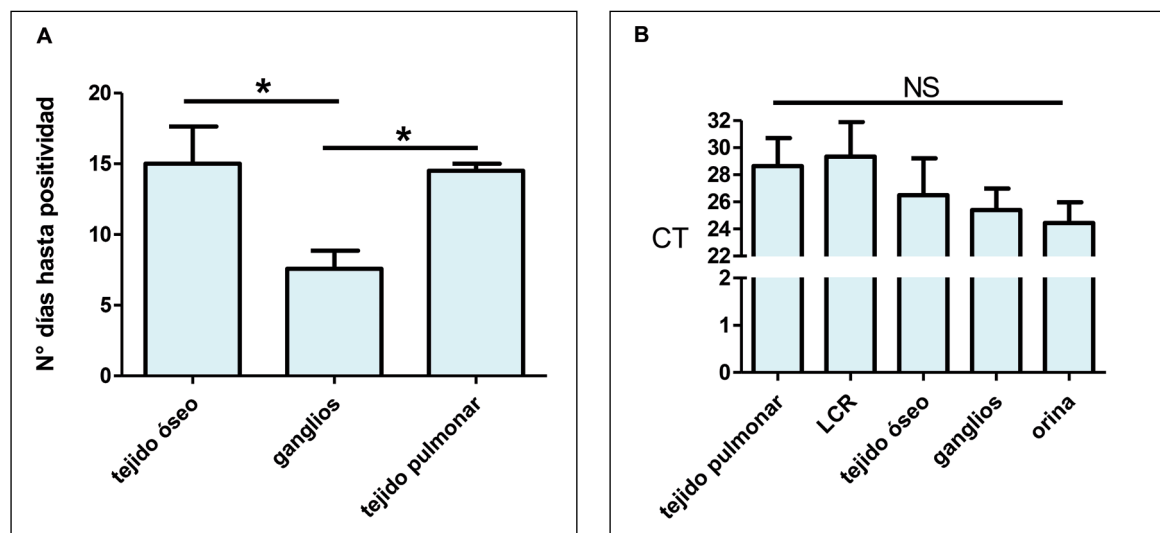 A
N° días hasta positividad
20
15
10
5
0
*
*
tejido óseo
ganglios
tejido pulmonar
B
NS
CT
32
30
28
26
24
22
2
1
0
tejido pulmonar
LCR
tejido óseo
ganglios
orina